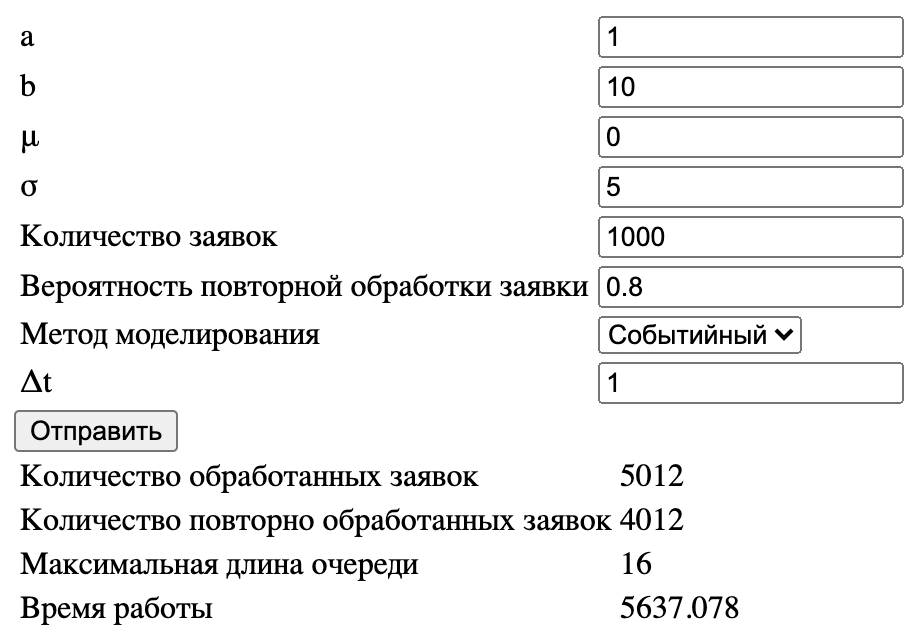 a 1
b 10
μ 0
σ 5
Количество заявок 1000
Вероятность повторной обработки заявки 0.8
Метод моделирования Событийный
Δt 1
Отправить
Количество обработанных заявок 5012
Количество повторно обработанных заявок 4012
Максимальная длина очереди 16
Время работы 5637.078